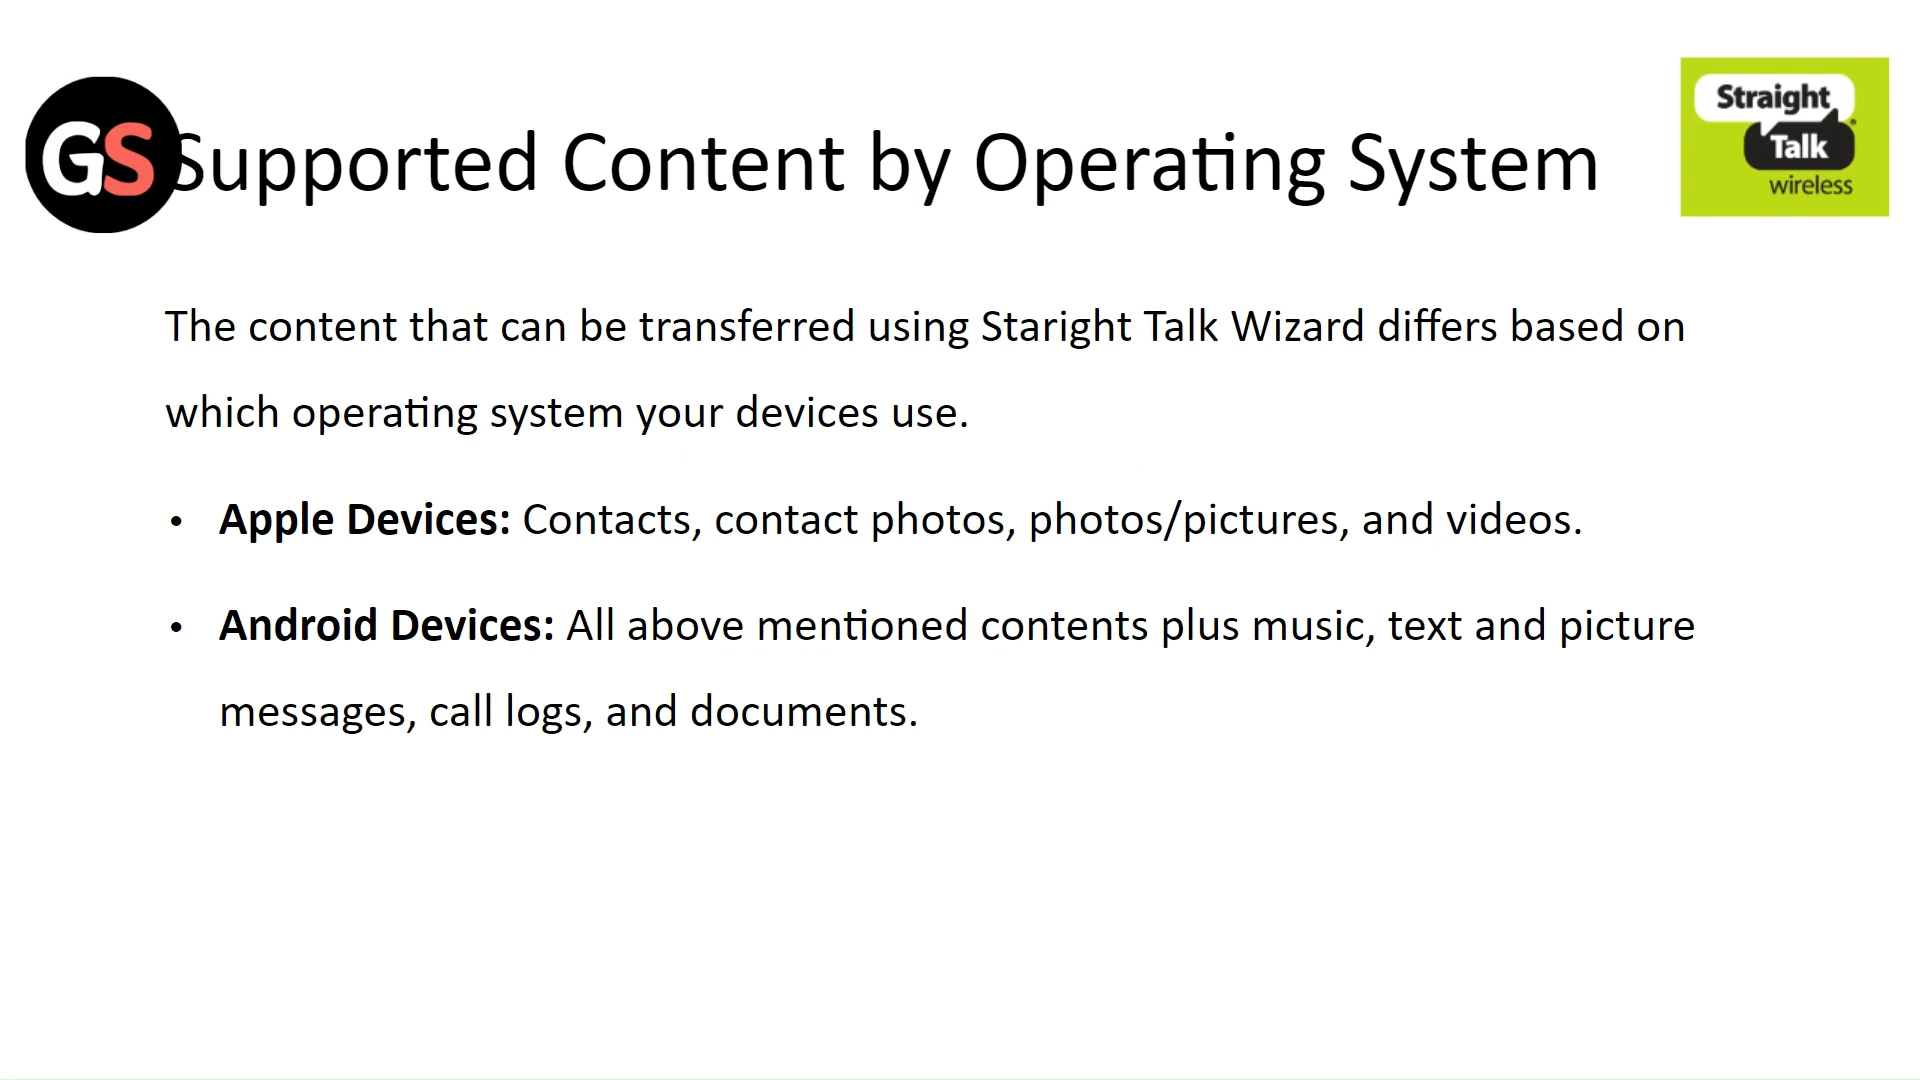 GS
Supported Content by Operating System
Straight
Talk
wireless
The content that can be transferred using Staright Talk Wizard differs based on
which operating system your devices use.
• Apple Devices: Contacts, contact photos, photos/pictures, and videos.
• Android Devices: All above mentioned contents plus music, text and picture
messages, call logs, and documents.